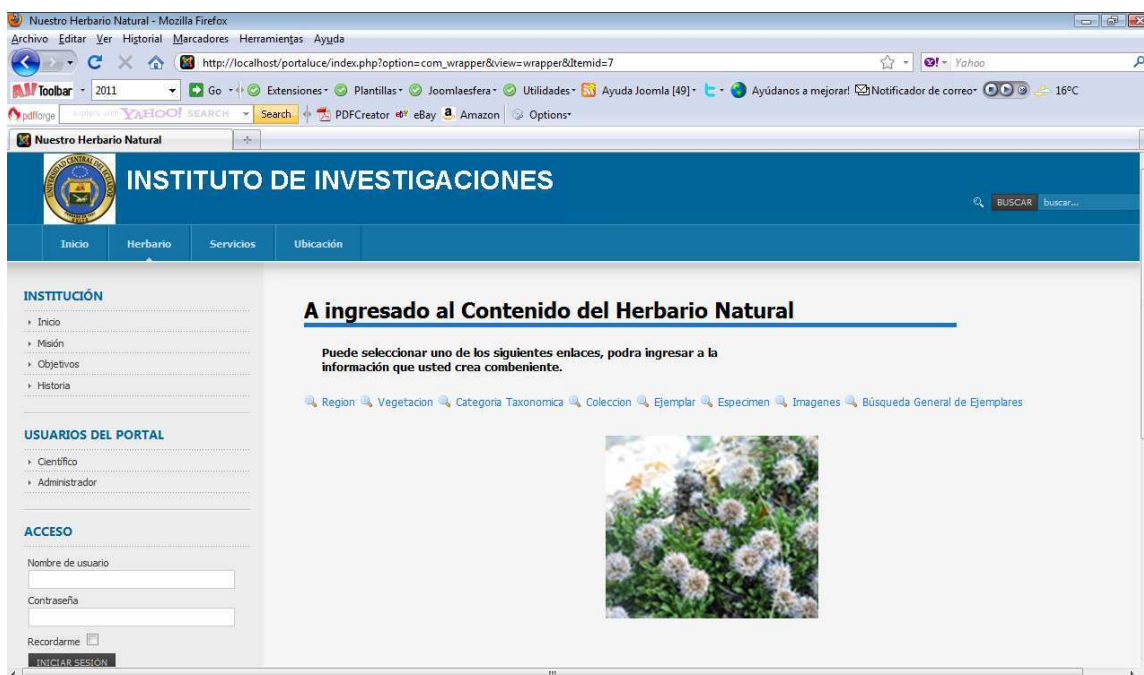 Nuestro Herbario Natural - Mozilla Firefox
Archivo Editar Ver Historial Marcadores Herramientas Ayuda
http://localhost/portaluce/index.php?option=com_wrapper&view=wrapper&Itemid=7
Yahoo
Toolbar 2011 Go Extensiones Plantillas Joomlaesfera Utilidades Ayuda Joomla [49] Ayúdanos a mejorar! Notificador de correo 16ºC
pdfforge YAHOO! SEARCH Search PDFCreator eBay Amazon Options
Nuestro Herbario Natural
INSTITUTO DE INVESTIGACIONES
BUSCAR buscar...
Inicio Herbario Servicios Ubicación
INSTITUCIÓN
Inicio
Misión
Objetivos
Historia
USUARIOS DEL PORTAL
Científico
Administrador
ACCESO
Nombre de usuario
Contraseña
Recordarme
INICIAR SESIÓN
A ingresado al Contenido del Herbario Natural
Puede seleccionar uno de los siguientes enlaces, podra ingresar a la
información que usted crea combeniente.
Region Vegetacion Categoria Taxonomica Coleccion Ejemplar Especimen Imagenes Búsqueda General de Ejemplares